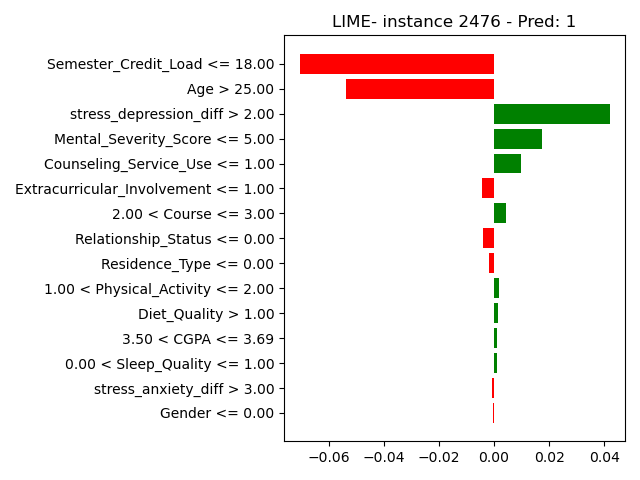 LIME- instance 2476 - Pred: 1
Semester_Credit_Load <= 18.00
Age > 25.00
stress_depression_diff > 2.00
Mental_Severity_Score <= 5.00
Counseling_Service_Use <= 1.00
Extracurricular_Involvement <= 1.00
2.00 < Course <= 3.00
Relationship_Status <= 0.00
Residence_Type <= 0.00
1.00 < Physical_Activity <= 2.00
Diet_Quality > 1.00
3.50 < CGPA <= 3.69
0.00 < Sleep_Quality <= 1.00
stress_anxiety_diff > 3.00
Gender <= 0.00
−0.06 −0.04 −0.02 0.00 0.02 0.04